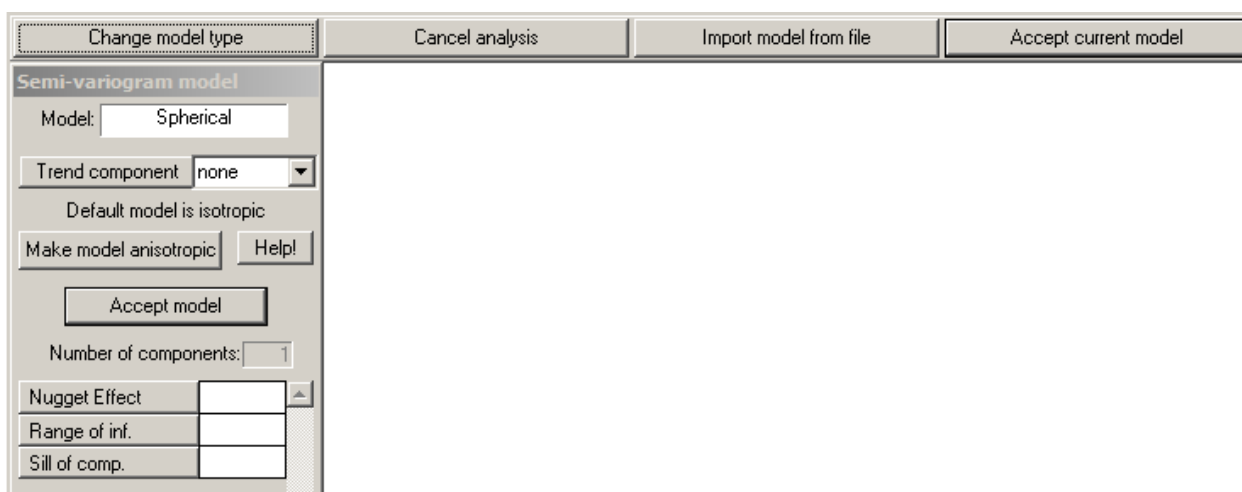 Change model type Cancel analysis Import model from file Accept current model
Semi-variogram model
Model: Spherical
Trend component none
Default model is isotropic
Make model anisotropic Help!
Accept model
Number of components: 1
Nugget Effect
Range of inf.
Sill of comp.